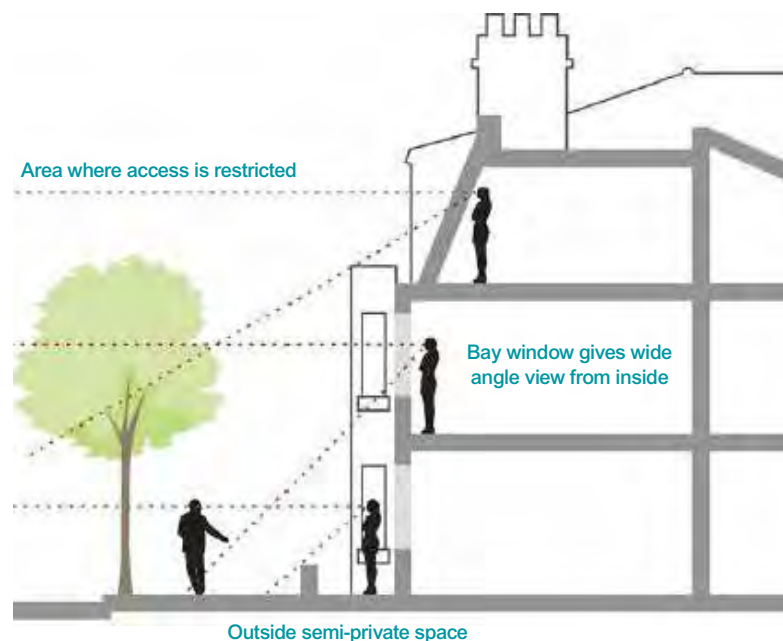 Area where access is restricted
Bay window gives wide
angle view from inside
Outside semi-private space